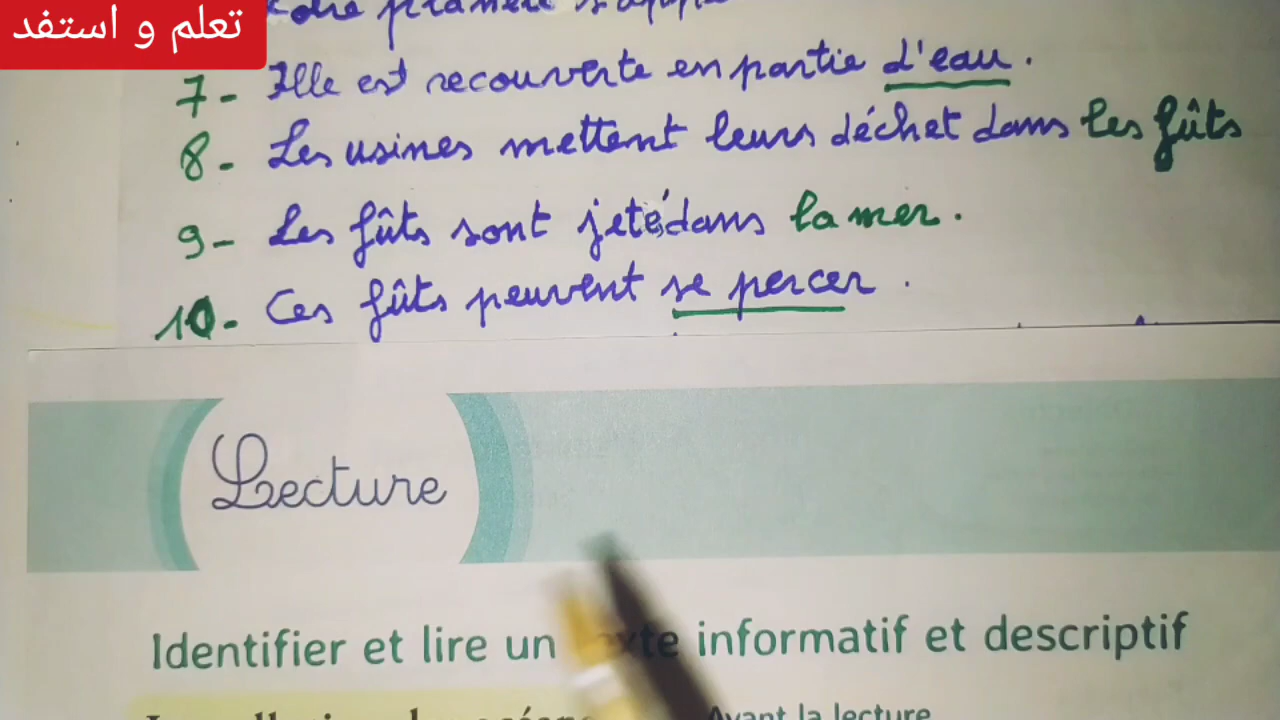 تعلم و استفد
7- Elle est recouverte en partie d'eau.
8- Les usines mettent leurs déchet dans les fûts
9- Les fûts sont jeté dans la mer.
10- Ces fûts peuvent se percer.
Lecture
Identifier et lire un texte informatif et descriptif
Avant la lecture